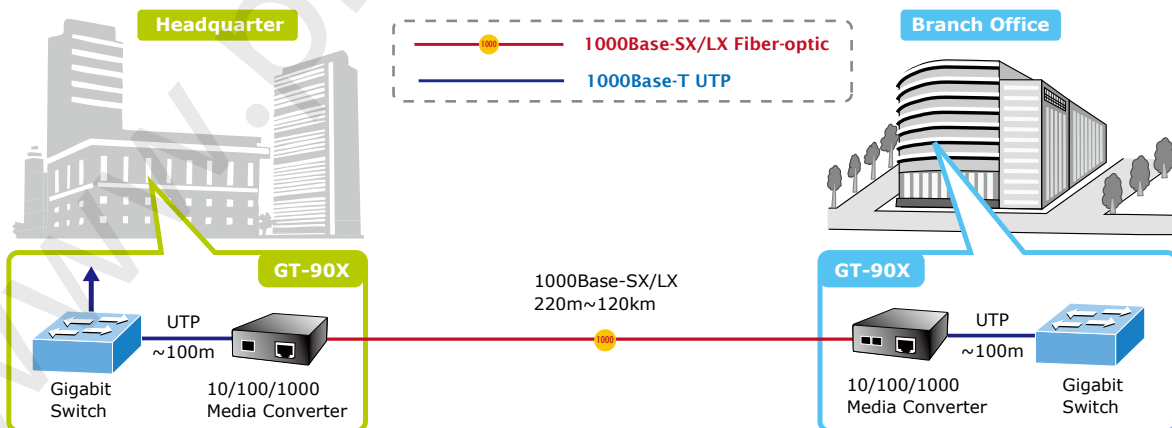 Headquarter
1000
1000Base-SX/LX Fiber-optic
1000Base-T UTP
Branch Office
GT-90X
1000Base-SX/LX
220m~120km
GT-90X
UTP
~100m
1000
UTP
~100m
Gigabit
Switch
10/100/1000
Media Converter
10/100/1000
Media Converter
Gigabit
Switch